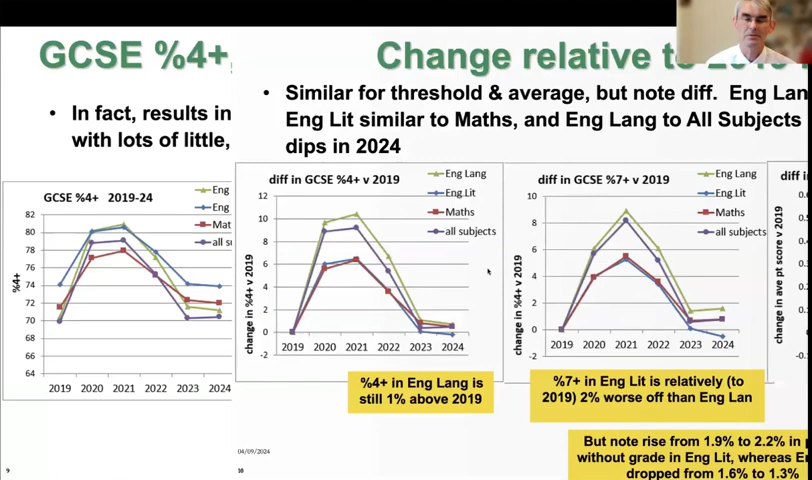 GCSE %4+,
• In fact, results in
with lots of little,
GCSE %4+ 2019-24
Eng
Eng
Mat
all su
%4+
82
80
78
76
74
72
70
68
66
64
2019 2020 2021 2022 2023 2024
9
Change relative to 2019
• Similar for threshold & average, but note diff. Eng Lan
Eng Lit similar to Maths, and Eng Lang to All Subjects
dips in 2024
diff in GCSE %4+ v 2019
Eng Lang
Eng Lit
Maths
all subjects
change in %4+ v 2019
12
10
8
6
4
2
0
-2
2019 2020 2021 2022 2023 2024
%4+ in Eng Lang is
still 1% above 2019
diff in GCSE %7+ v 2019
Eng Lang
Eng Lit
Maths
all subjects
change in %4+ v 2019
10
8
6
4
2
0
-2
2019 2020 2021 2022 2023 2024
%7+ in Eng Lit is relatively (to
2019) 2% worse off than Eng Lan
diff i
change in ave pt score v 2019
But note rise from 1.9% to 2.2% in
without grade in Eng Lit, whereas E
dropped from 1.6% to 1.3%
04/09/2024
10